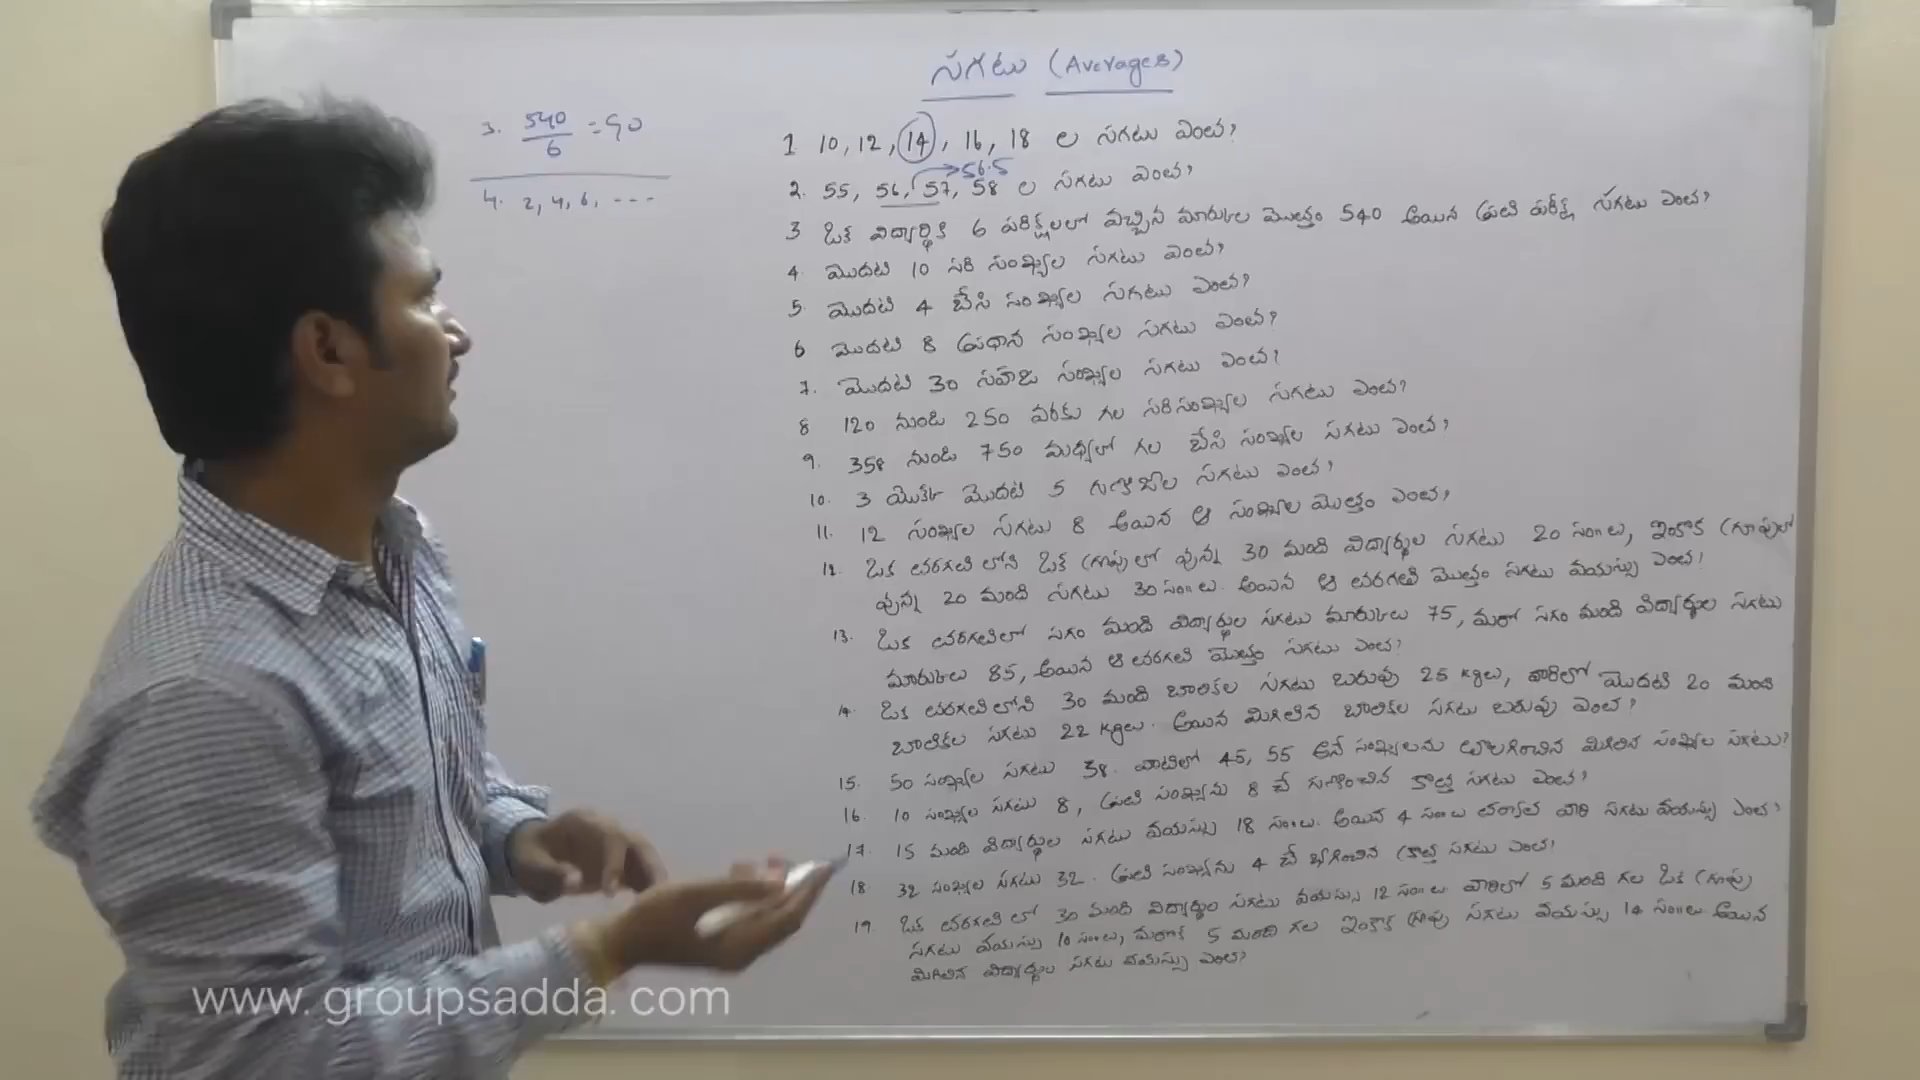 సగటు (Averages)
3. 540/6 = 90
4. 2, 4, 6, ---
1 10, 12, 14, 16, 18 ల సగటు ఎంత?
56.5
2. 55, 56, 57, 58 ల సగటు ఎంత?
3 ఒక విద్యార్థికి 6 పరీక్షలలో వచ్చిన మార్కుల మొత్తం 540 అయిన ప్రతి పరీక్ష సగటు ఎంత?
4. మొదటి 10 సరి సంఖ్యల సగటు ఎంత?
5 మొదటి 4 బేసి సంఖ్యల సగటు ఎంత?
6 మొదటి 8 ప్రధాన సంఖ్యల సగటు ఎంత?
7. మొదటి 30 సహజ సంఖ్యల సగటు ఎంత?
8 120 నుండి 250 వరకు గల సరిసంఖ్యల సగటు ఎంత?
9. 358 నుండి 750 మధ్యలో గల బేసి సంఖ్యల సగటు ఎంత?
10. 3 యొక్క మొదటి 5 గుణిజాల సగటు ఎంత?
11. 12 సంఖ్యల సగటు 8 అయిన ఆ సంఖ్యల మొత్తం ఎంత?
12. ఒక తరగతి లోని ఒక గ్రూపులో వున్న 30 మంది విద్యార్థుల సగటు 20 సం॥లు, ఇంకొక గ్రూపులో
వున్న 20 మంది సగటు 30 సం॥లు. అయిన ఆ తరగతి మొత్తం సగటు వయస్సు ఎంత?
13. ఒక తరగతిలో సగం మంది విద్యార్థుల సగటు మార్కులు 75, మరో సగం మంది విద్యార్థుల సగటు
మార్కులు 85, అయిన ఆ తరగతి మొత్తం సగటు ఎంత?
14 ఒక తరగతి లోని 30 మంది బాలికల సగటు బరువు 25 kgలు, వారిలో మొదటి 20 మంది
బాలికల సగటు 22 kgలు. అయిన మిగిలిన బాలికల సగటు బరువు ఎంత?
15. 50 సంఖ్యల సగటు 38. వాటిలో 45, 55 అనే సంఖ్యలను తొలగించిన మిగిలిన సంఖ్యల సగటు?
16. 10 సంఖ్యల సగటు 8, ప్రతి సంఖ్యను 8 చే గుణించిన కొత్త సగటు ఎంత?
17. 15 మంది విద్యార్థుల సగటు వయస్సు 18 సం॥లు. అయిన 4 సం॥లు తర్వాత వారి సగటు వయస్సు ఎంత?
18 32 సంఖ్యల సగటు 32. ప్రతి సంఖ్యను 4 చే భాగించిన క్రొత్త సగటు ఎంత?
19. ఒక తరగతి లో 30 మంది విద్యార్థుల సగటు వయస్సు 12 సం॥లు. వారిలో 5 మంది గల ఒక గ్రూపు
సగటు వయస్సు 10 సం॥లు, మరొక 5 మంది గల ఇంకొక గ్రూపు సగటు వయస్సు 14 సం॥లు అయిన
మిగిలిన విద్యార్థుల సగటు వయస్సు ఎంత?
www. groupsadda. com